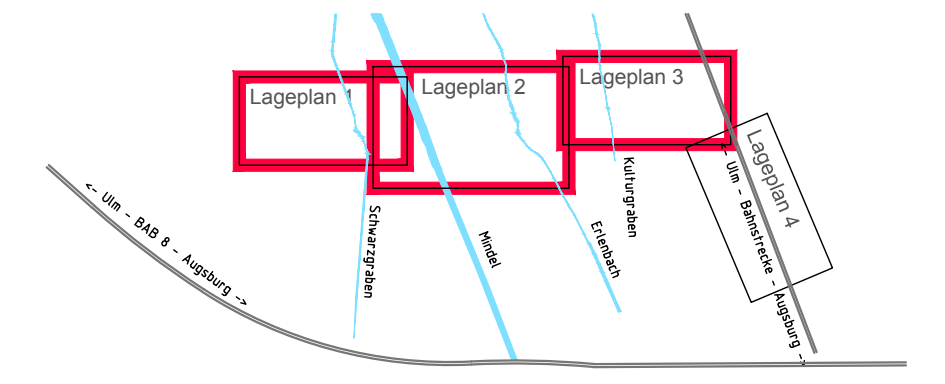 Lageplan 1
Lageplan 2
Lageplan 3
Lageplan 4
<- Ulm - BAB 8 - Augsburg ->
Schwarzgraben
Mindel
Erlenbach
Kulturgraben
<- Ulm - Bahnstrecke - Augsburg ->